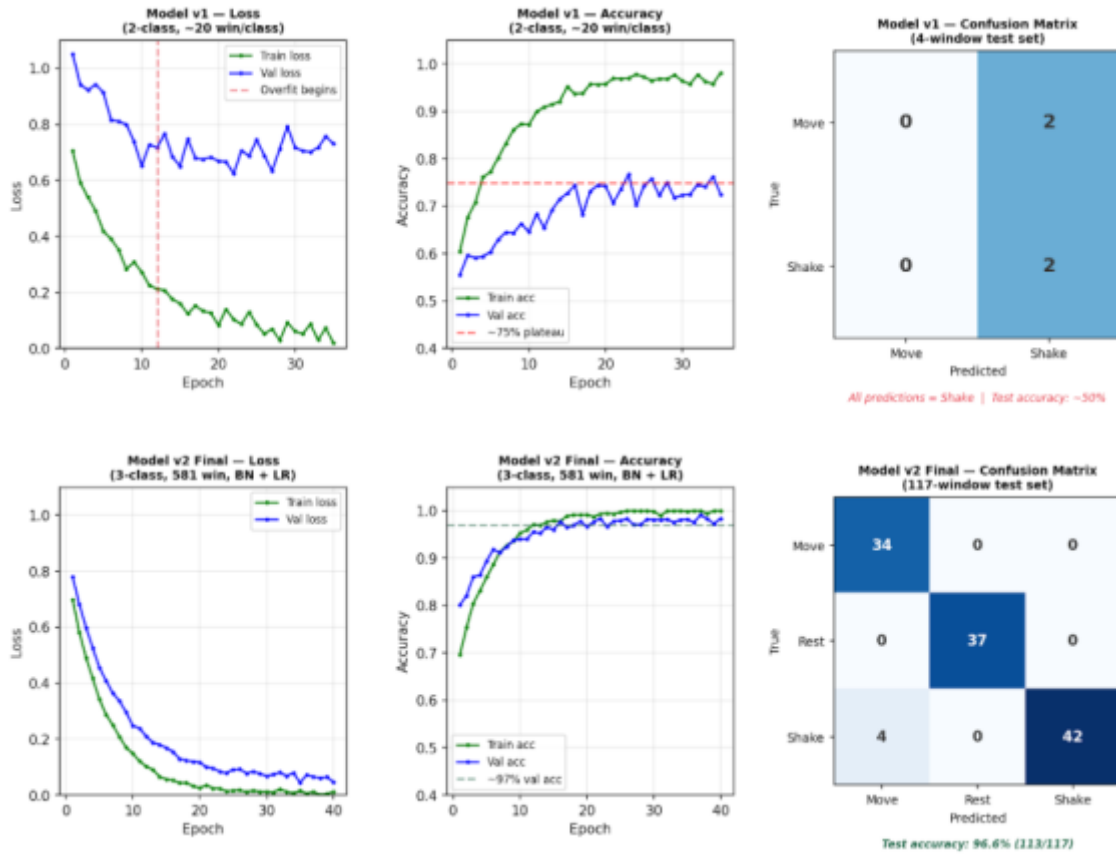 Model v1 — Loss
(2-class, ~20 win/class)
1.0
0.8
0.6
0.4
0.2
0.0
Loss
Train loss
Val loss
Overfit begins
0
10
20
30
Epoch
Model v1 — Accuracy
(2-class, ~20 win/class)
1.0
0.9
0.8
0.7
0.6
0.5
0.4
Accuracy
Train acc
Val acc
~75% plateau
0
10
20
30
Epoch
Model v1 — Confusion Matrix
(4-window test set)
True
Move
0
2
Shake
0
2
Move
Shake
Predicted
All predictions = Shake | Test accuracy: ~50%
Model v2 Final — Loss
(3-class, 581 win, BN + LR)
1.0
0.8
0.6
0.4
0.2
0.0
Loss
Train loss
Val loss
0
10
20
30
40
Epoch
Model v2 Final — Accuracy
(3-class, 581 win, BN + LR)
1.0
0.9
0.8
0.7
0.6
0.5
0.4
Accuracy
Train acc
Val acc
~97% val acc
0
10
20
30
40
Epoch
Model v2 Final — Confusion Matrix
(117-window test set)
True
Move
34
0
0
Rest
0
37
0
Shake
4
0
42
Move
Rest
Shake
Predicted
Test accuracy: 96.6% (113/117)